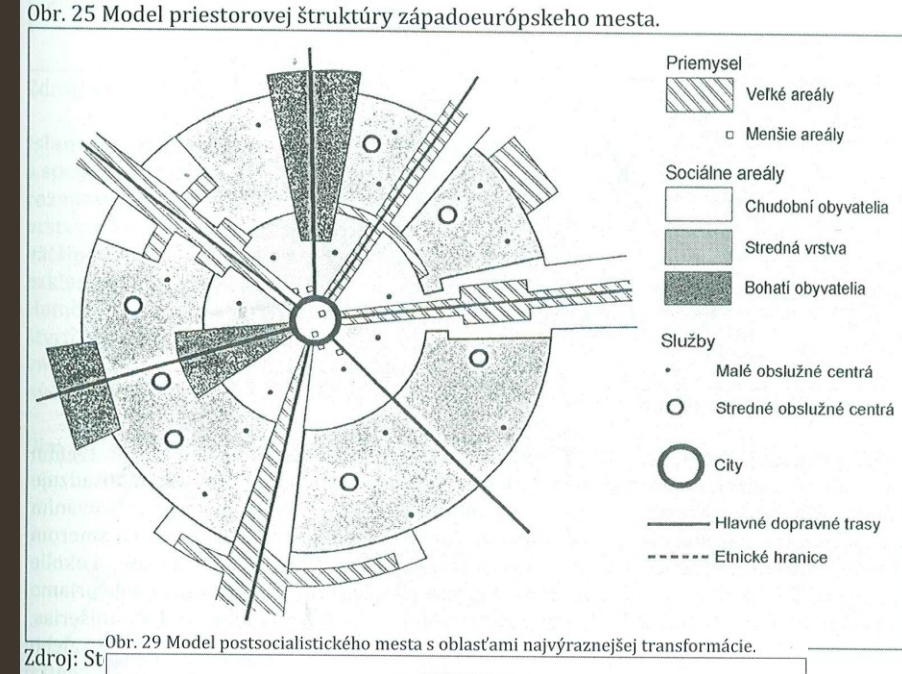 Obr. 25 Model priestorovej štruktúry západoeurópskeho mesta.
Priemysel
Veľké areály
Menšie areály
Sociálne areály
Chudobní obyvatelia
Stredná vrstva
Bohatí obyvatelia
Služby
Malé obslužné centrá
Stredné obslužné centrá
City
Hlavné dopravné trasy
Etnické hranice
Obr. 29 Model postsocialistického mesta s oblasťami najvýraznejšej transformácie.
Zdroj: St